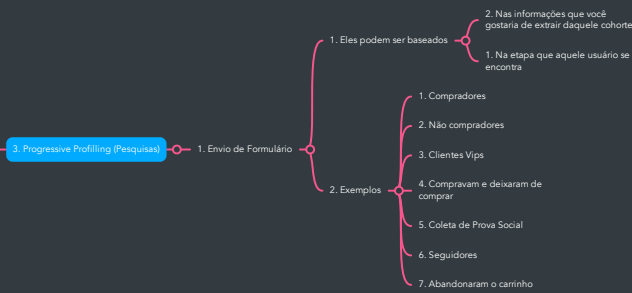 3. Progressive Profilling (Pesquisas)
1. Envio de Formulário
1. Eles podem ser baseados
2. Nas informações que você
gostaria de extrair daquele cohorte
1. Na etapa que aquele usuário se
encontra
2. Exemplos
1. Compradores
2. Não compradores
3. Clientes Vips
4. Compravam e deixaram de
comprar
5. Coleta de Prova Social
6. Seguidores
7. Abandonaram o carrinho